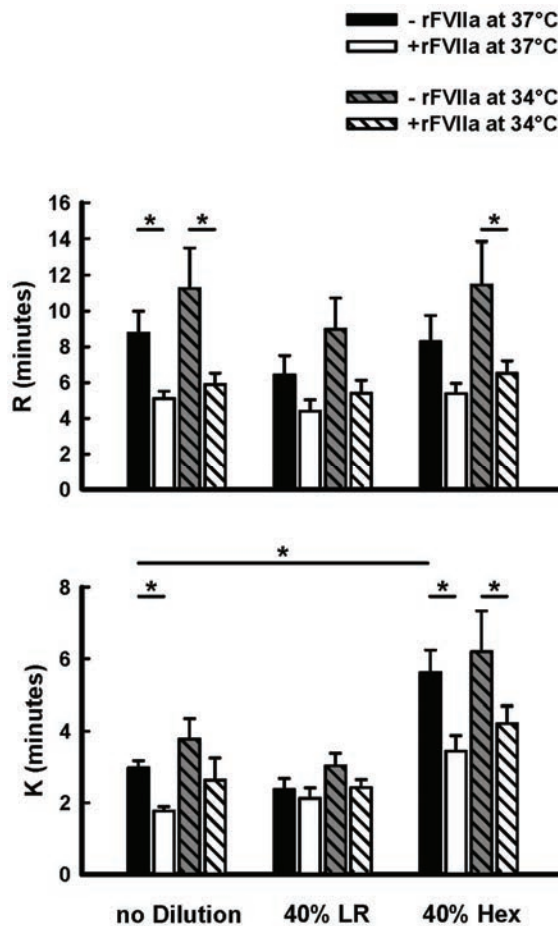 - rFVIIa at 37°C
+rFVIIa at 37°C
- rFVIIa at 34°C
+rFVIIa at 34°C
16
14
12
10
8
6
4
2
0
R (minutes)
* * *
*
8
6
4
2
0
K (minutes)
* * *
no Dilution 40% LR 40% Hex